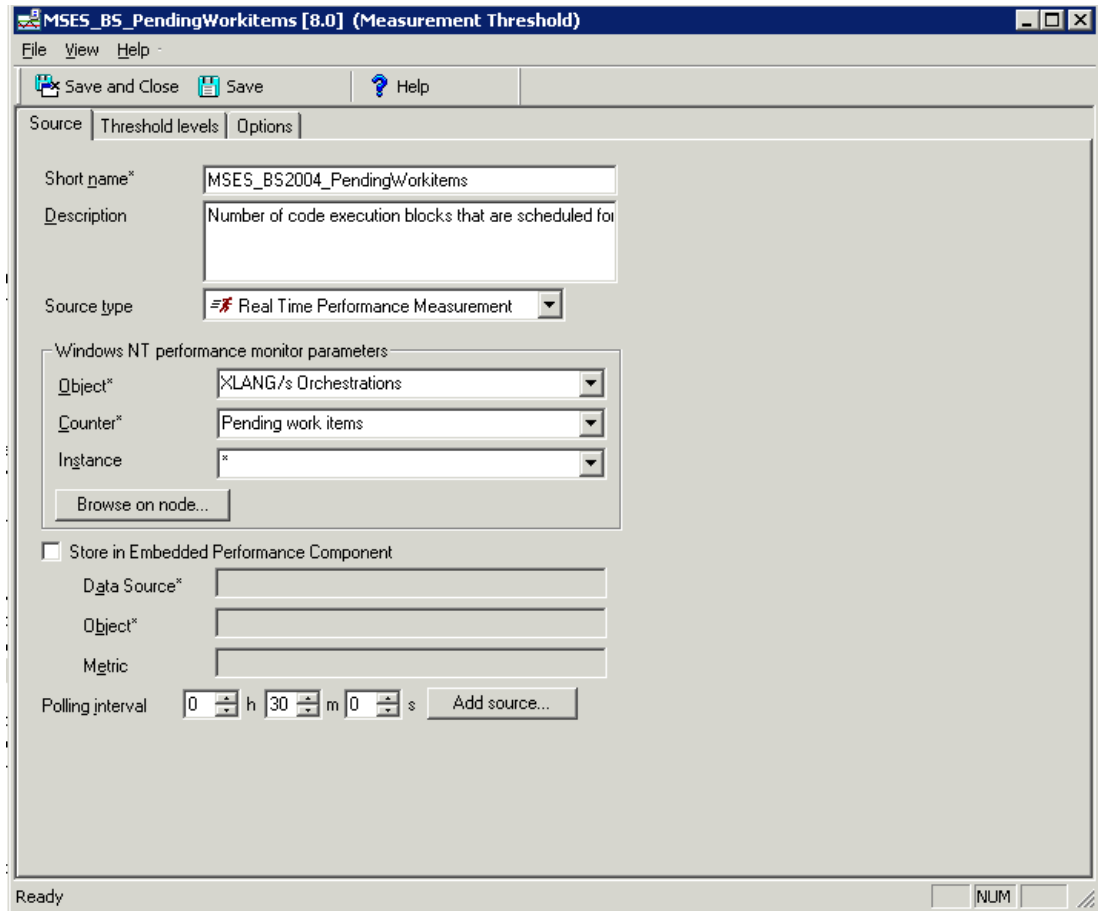 MSES_BS_PendingWorkitems [8.0] (Measurement Threshold)
File View Help
Save and Close Save Help
Source Threshold levels Options
Short name* MSES_BS2004_PendingWorkitems
Description Number of code execution blocks that are scheduled for
Source type Real Time Performance Measurement
Windows NT performance monitor parameters
Object* XLANG/s Orchestrations
Counter* Pending work items
Instance *
Browse on node...
Store in Embedded Performance Component
Data Source*
Object*
Metric
Polling interval 0 h 30 m 0 s Add source...
Ready NUM